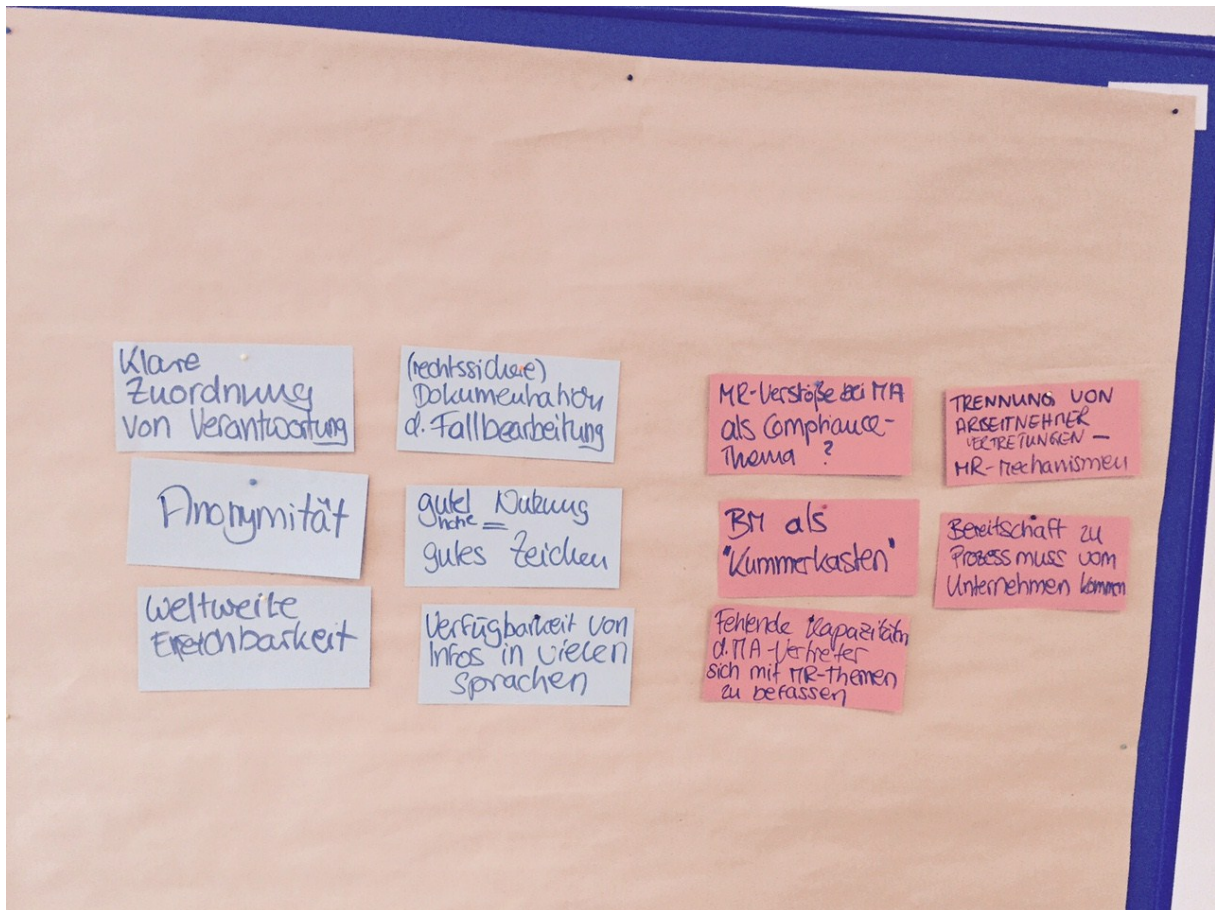 Klare
Zuordnung
von Verantwortung
Anonymität
weltweite
Erreichbarkeit
(rechtssichere)
Dokumentation
d. Fallbearbeitung
gute/ Nutzung
hohe =
gutes Zeichen
Verfügbarkeit von
Infos in vielen
Sprachen
MR-Verstöße bei MA
als Compliance-
Thema ?
BM als
"Kummerkasten"
Fehlende Kapazitäten
d. MA-Vertreter
sich mit MR-Themen
zu befassen
TRENNUNG VON
ARBEITNEHMER
VERTRETUNGEN –
MR-Mechanismen
Bereitschaft zu
Prozess muss vom
Unternehmen kommen